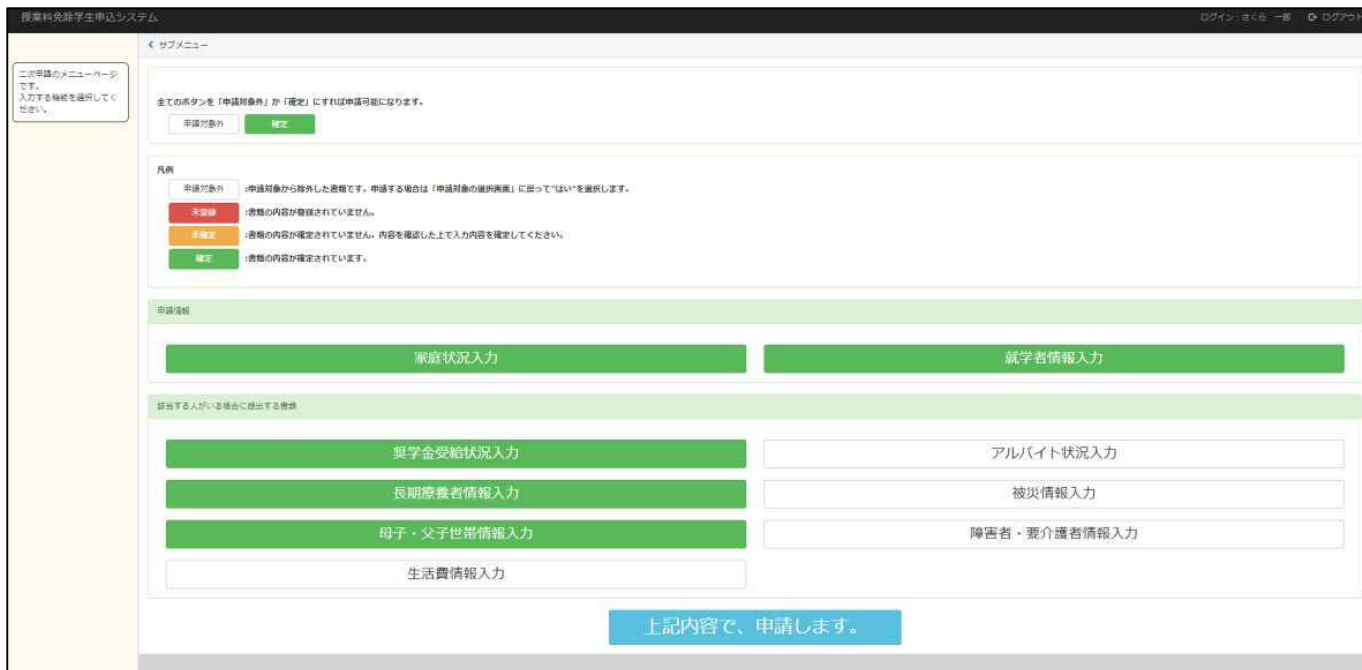 授業料免除学生申込システム
ログイン:さくら 一郎 ログアウト
サブメニュー
二次申請のメニューページ
です。
入力する機能を選択してく
ださい。
全てのボタンを「申請対象外」か「確定」にすれば申請可能になります。
申請対象外 確定
凡例
申請対象外 :申請対象から除外した書類です。申請する場合は「申請対象の選択画面」に戻って"はい"を選択します。
未登録 :書類の内容が登録されていません。
未確定 :書類の内容が確定されていません。内容を確認した上で入力内容を確定してください。
確定 :書類の内容が確定されています。
申請情報
家庭状況入力 就学者情報入力
該当する人がいる場合に提出する書類
奨学金受給状況入力 アルバイト状況入力
長期療養者情報入力 被災情報入力
母子・父子世帯情報入力 障害者・要介護者情報入力
生活費情報入力
上記内容で、申請します。